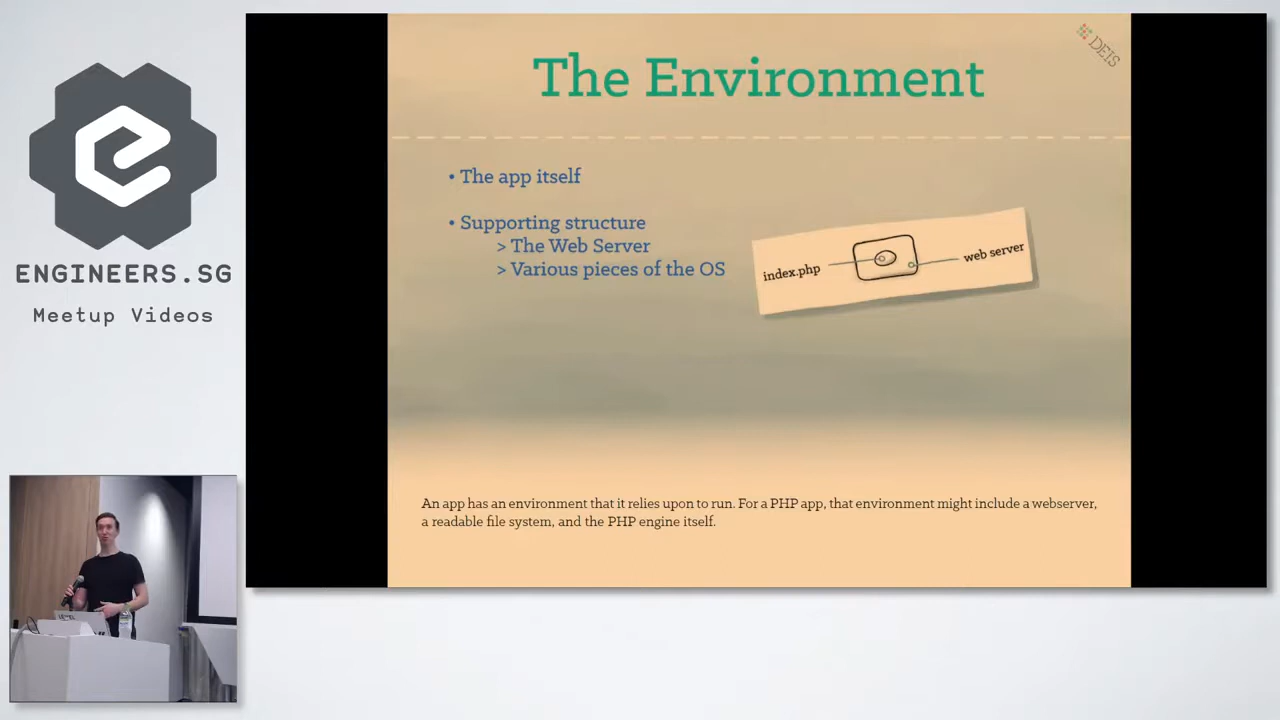 ENGINEERS.SG
Meetup Videos
DEIS
The Environment
• The app itself
• Supporting structure
> The Web Server
> Various pieces of the OS
index.php
web server
An app has an environment that it relies upon to run. For a PHP app, that environment might include a webserver,
a readable file system, and the PHP engine itself.